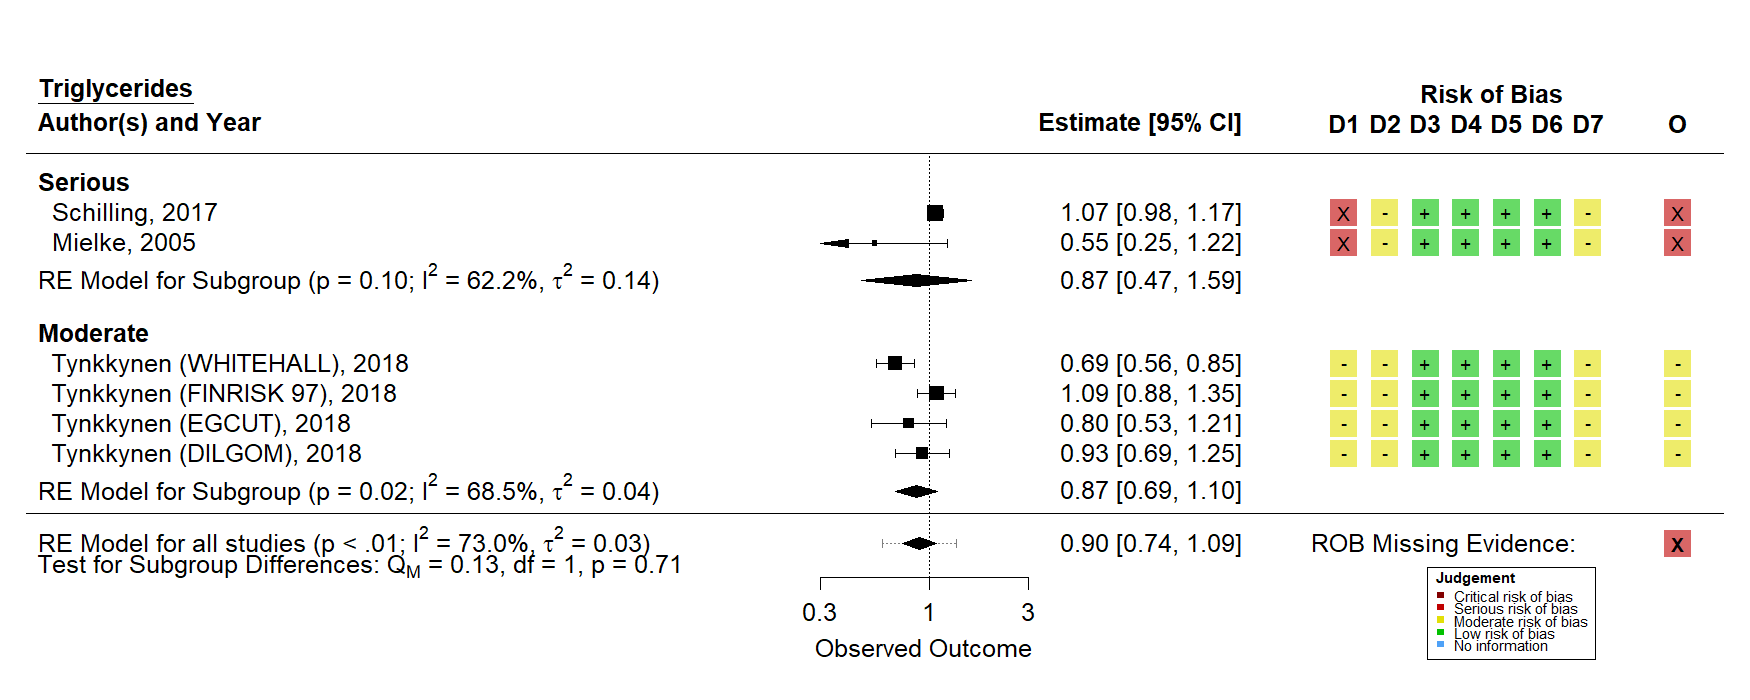 Triglycerides
Risk of Bias
Author(s) and Year Estimate [95% CI] D1 D2 D3 D4 D5 D6 D7 O
Serious
Schilling, 2017 1.07 [0.98, 1.17] X - + + + + - X
Mielke, 2005 0.55 [0.25, 1.22] X - + + + + - X
RE Model for Subgroup (p = 0.10; I² = 62.2%, τ² = 0.14) 0.87 [0.47, 1.59]
Moderate
Tynkkynen (WHITEHALL), 2018 0.69 [0.56, 0.85] - - + + + + - -
Tynkkynen (FINRISK 97), 2018 1.09 [0.88, 1.35] - - + + + + - -
Tynkkynen (EGCUT), 2018 0.80 [0.53, 1.21] - - + + + + - -
Tynkkynen (DILGOM), 2018 0.93 [0.69, 1.25] - - + + + + - -
RE Model for Subgroup (p = 0.02; I² = 68.5%, τ² = 0.04) 0.87 [0.69, 1.10]
RE Model for all studies (p < .01; I² = 73.0%, τ² = 0.03) 0.90 [0.74, 1.09] ROB Missing Evidence: X
Test for Subgroup Differences: Q_M = 0.13, df = 1, p = 0.71
0.3 1 3
Observed Outcome
Judgement
Critical risk of bias
Serious risk of bias
Moderate risk of bias
Low risk of bias
No information